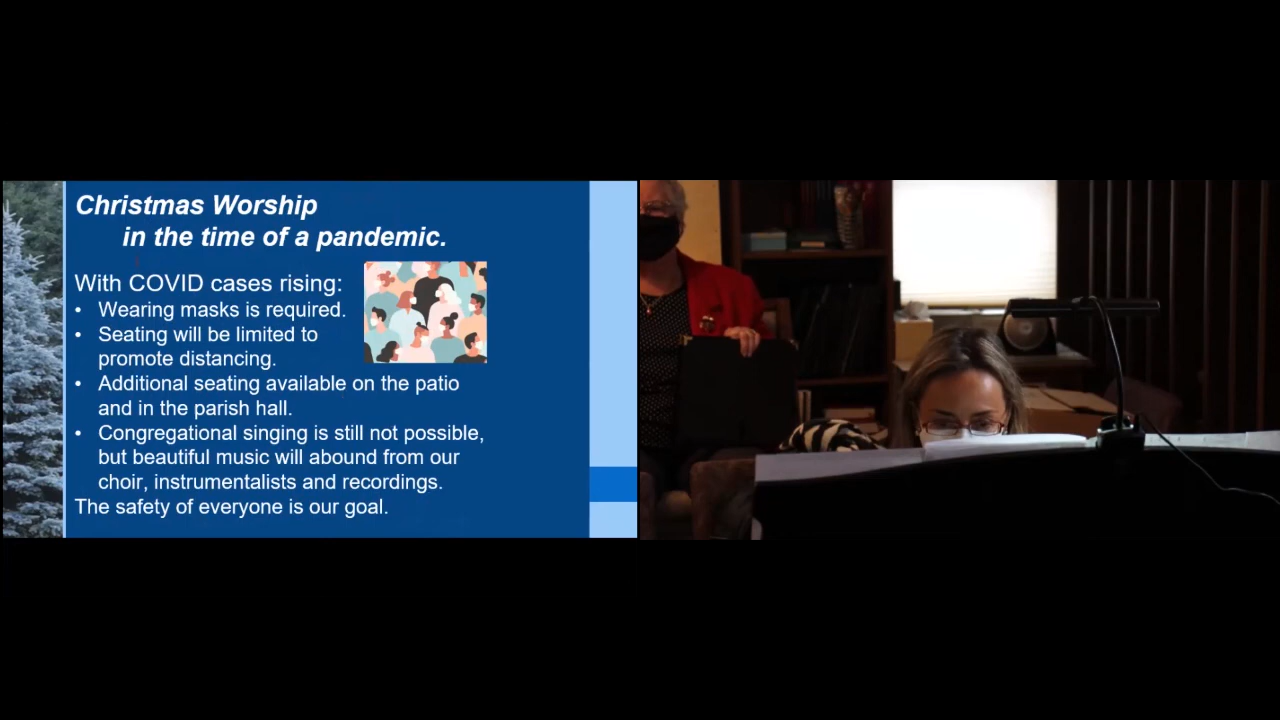 Christmas Worship
in the time of a pandemic.
With COVID cases rising:
• Wearing masks is required.
• Seating will be limited to
promote distancing.
• Additional seating available on the patio
and in the parish hall.
• Congregational singing is still not possible,
but beautiful music will abound from our
choir, instrumentalists and recordings.
The safety of everyone is our goal.